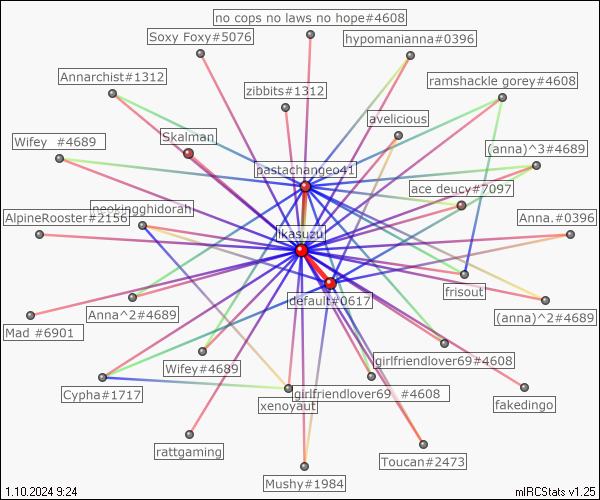 no cops no laws no hope#4608
Soxy Foxy#5076
hypomanianna#0396
Annarchist#1312
ramshackle gorey#4608
zibbits#1312
avelicious
Skalman
Wifey #4689
(anna)^3#4689
pastachangeo41
ace deucy#7097
neokingghidorah
AlpineRooster#2156
Anna.#0396
ikasuzu
frisout
default#0617
Anna^2#4689
(anna)^2#4689
Mad #6901
girlfriendlover69#4608
Wifey#4689
Cypha#1717
girlfriendlover69 #4608
xenoyaut
fakedingo
rattgaming
Toucan#2473
Mushy#1984
1.10.2024 9:24
mIRCStats v1.25